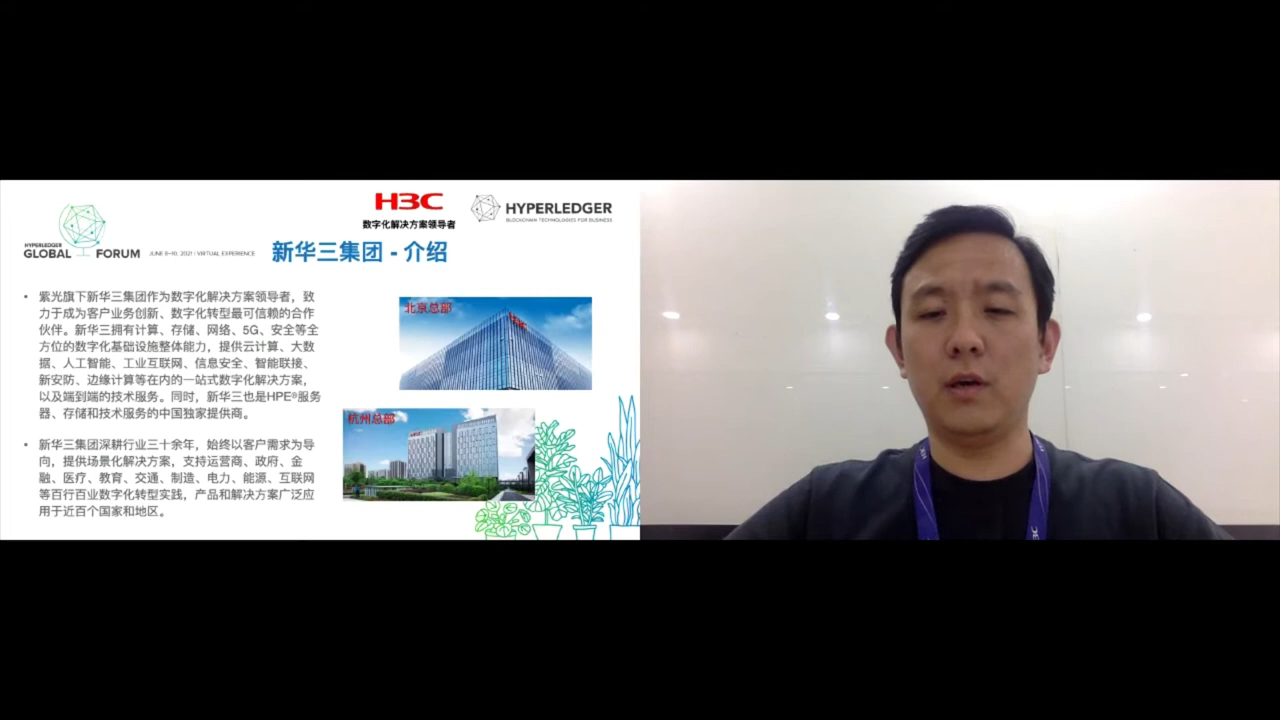 H3C
数字化解决方案领导者
HYPERLEDGER
BLOCKCHAIN TECHNOLOGIES FOR BUSINESS
HYPERLEDGER
GLOBAL FORUM
JUNE 8–10, 2021 | VIRTUAL EXPERIENCE
新华三集团 - 介绍
• 紫光旗下新华三集团作为数字化解决方案领导者，致
力于成为客户业务创新、数字化转型最可信赖的合作
伙伴。新华三拥有计算、存储、网络、5G、安全等全
方位的数字化基础设施整体能力，提供云计算、大数
据、人工智能、工业互联网、信息安全、智能联接、
新安防、边缘计算等在内的一站式数字化解决方案，
以及端到端的技术服务。同时，新华三也是HPE®服务
器、存储和技术服务的中国独家提供商。
• 新华三集团深耕行业三十余年，始终以客户需求为导
向，提供场景化解决方案，支持运营商、政府、金
融、医疗、教育、交通、制造、电力、能源、互联网
等百行百业数字化转型实践，产品和解决方案广泛应
用于近百个国家和地区。
北京总部
H3C
杭州总部